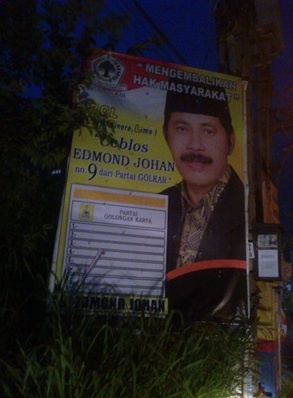 " MENGEMBALIKAN
HAK MASYARAKAT "
Coblos
EDMOND JOHAN
no. 9 dari Partai GOLKAR "
PARTAI
GOLONGAN KARYA
EDMOND JOHAN